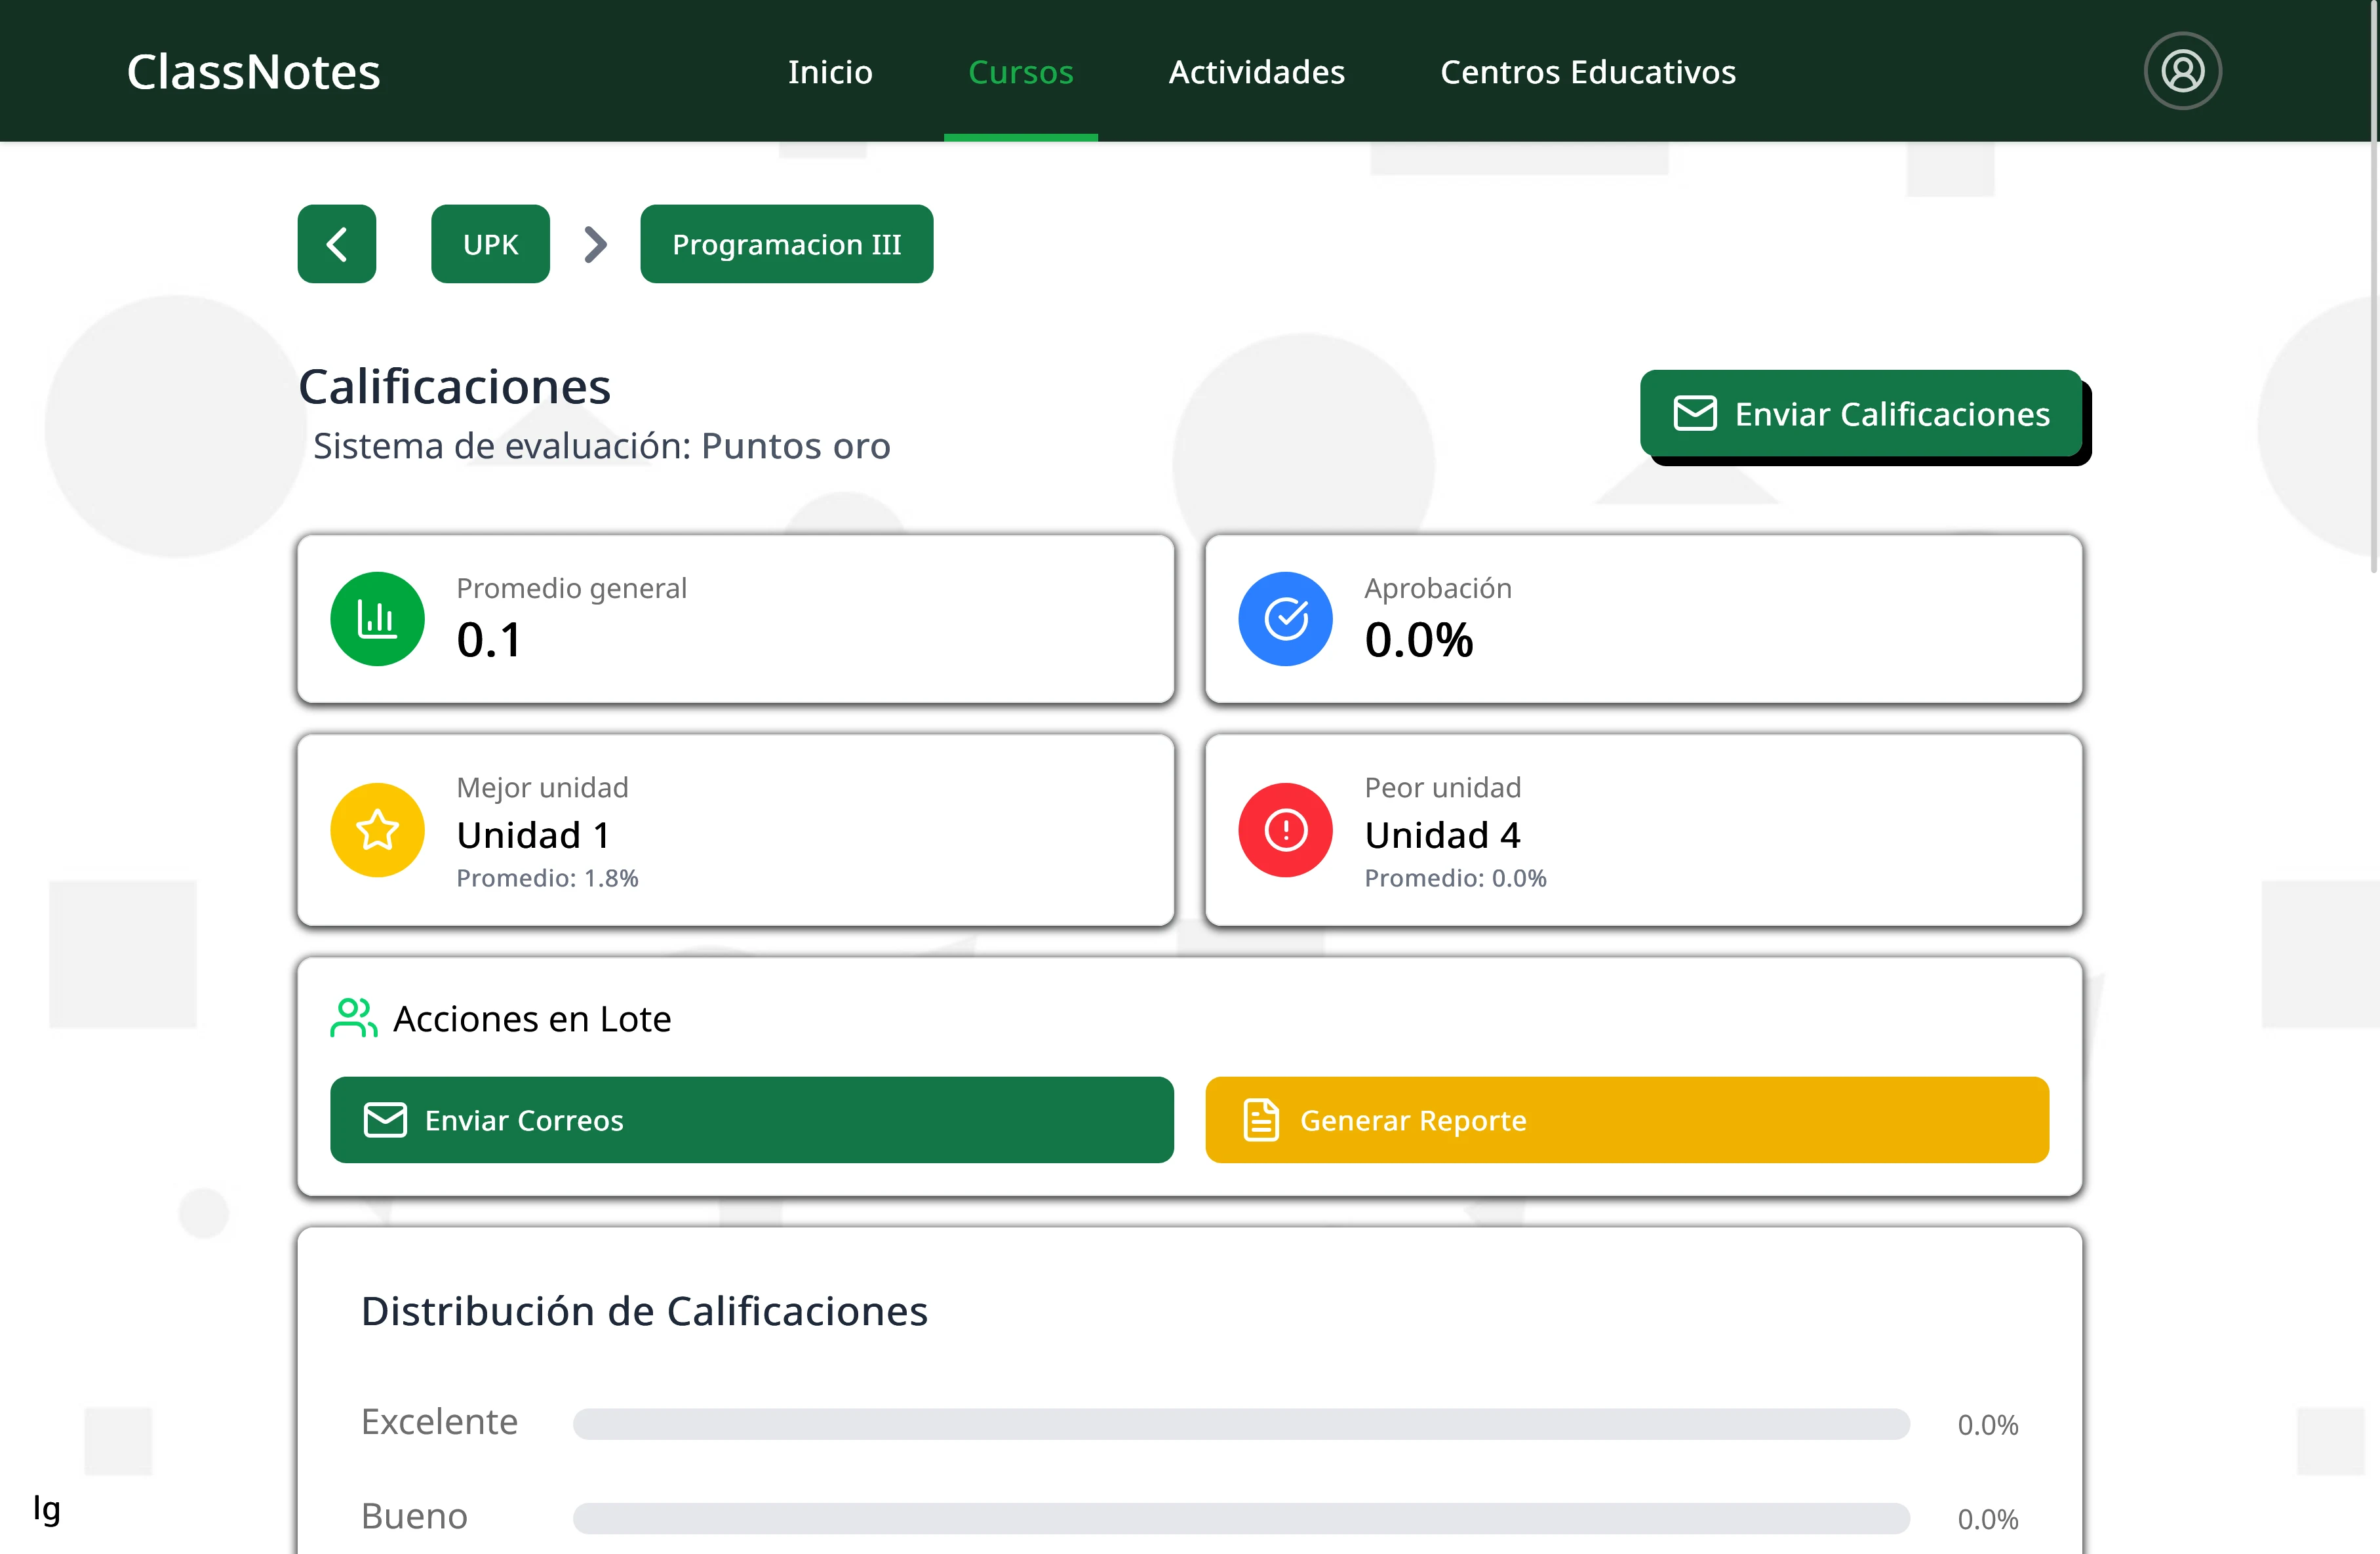 ClassNotes
Inicio Cursos Actividades Centros Educativos
UPK Programacion III
Calificaciones
Sistema de evaluación: Puntos oro
Enviar Calificaciones
Promedio general
0.1
Aprobación
0.0%
Mejor unidad
Unidad 1
Promedio: 1.8%
Peor unidad
Unidad 4
Promedio: 0.0%
Acciones en Lote
Enviar Correos
Generar Reporte
Distribución de Calificaciones
Excelente 0.0%
Bueno 0.0%
lg